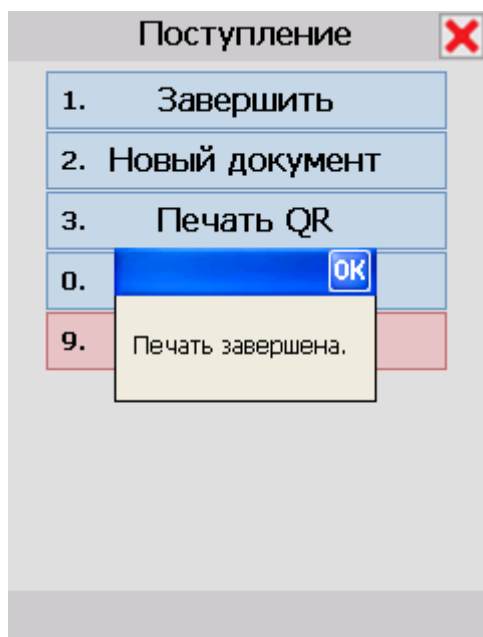 Поступление
1. Завершить
2. Новый документ
3. Печать QR
0.
OK
9.
Печать завершена.